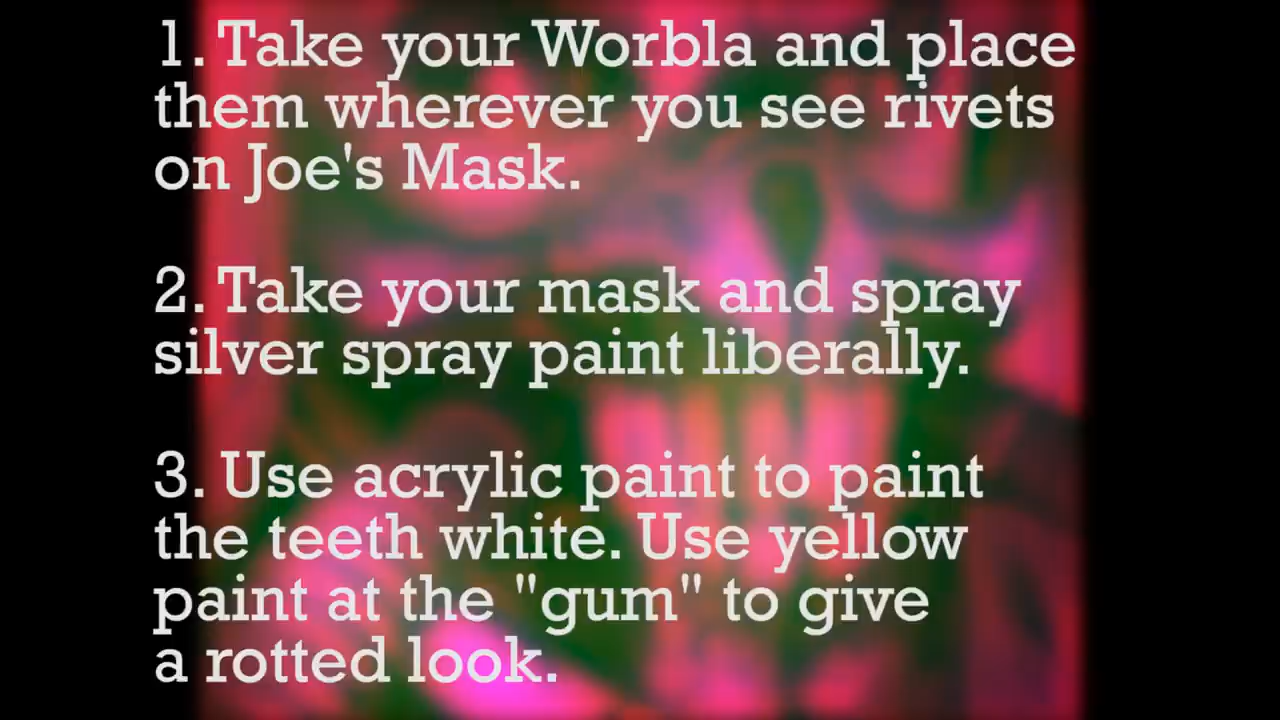 1. Take your Worbla and place
them wherever you see rivets
on Joe's Mask.
2. Take your mask and spray
silver spray paint liberally.
3. Use acrylic paint to paint
the teeth white. Use yellow
paint at the "gum" to give
a rotted look.